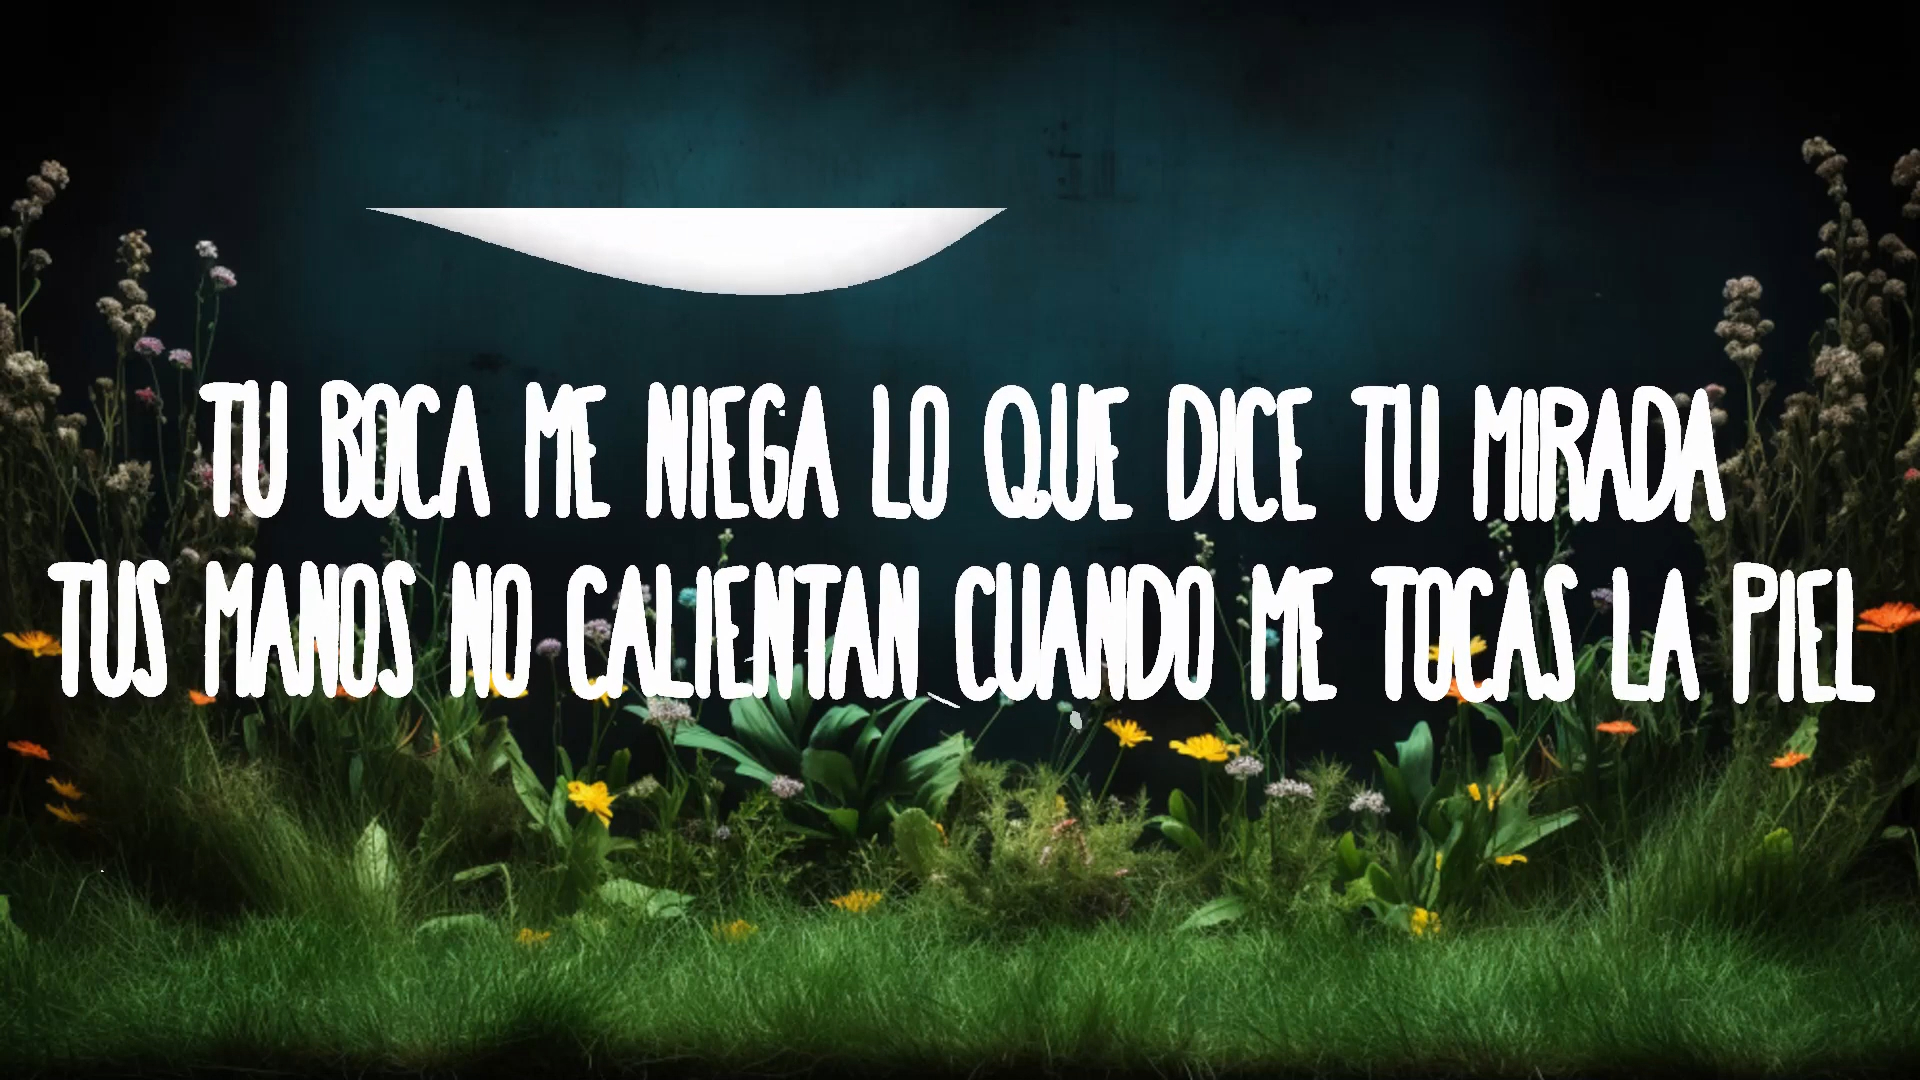 TU BOCA ME NIEGA LO QUE DICE TU MIRADA
TUS MANOS NO CALIENTAN CUANDO ME TOCAS LA PIEL